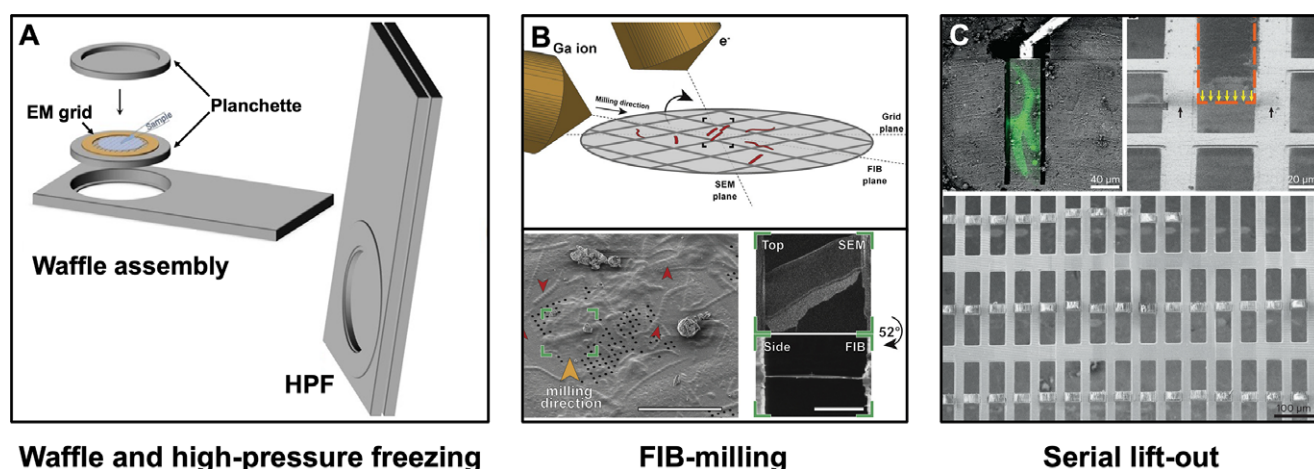 A
EM grid
Sample
Planchette
Waffle assembly
HPF
B
Ga ion
e-
Milling direction
Grid
plane
FIB
plane
SEM
plane
milling
direction
Top
SEM
52°
Side
FIB
C
40 µm
20 µm
100 µm
Waffle and high-pressure freezing
FIB-milling
Serial lift-out